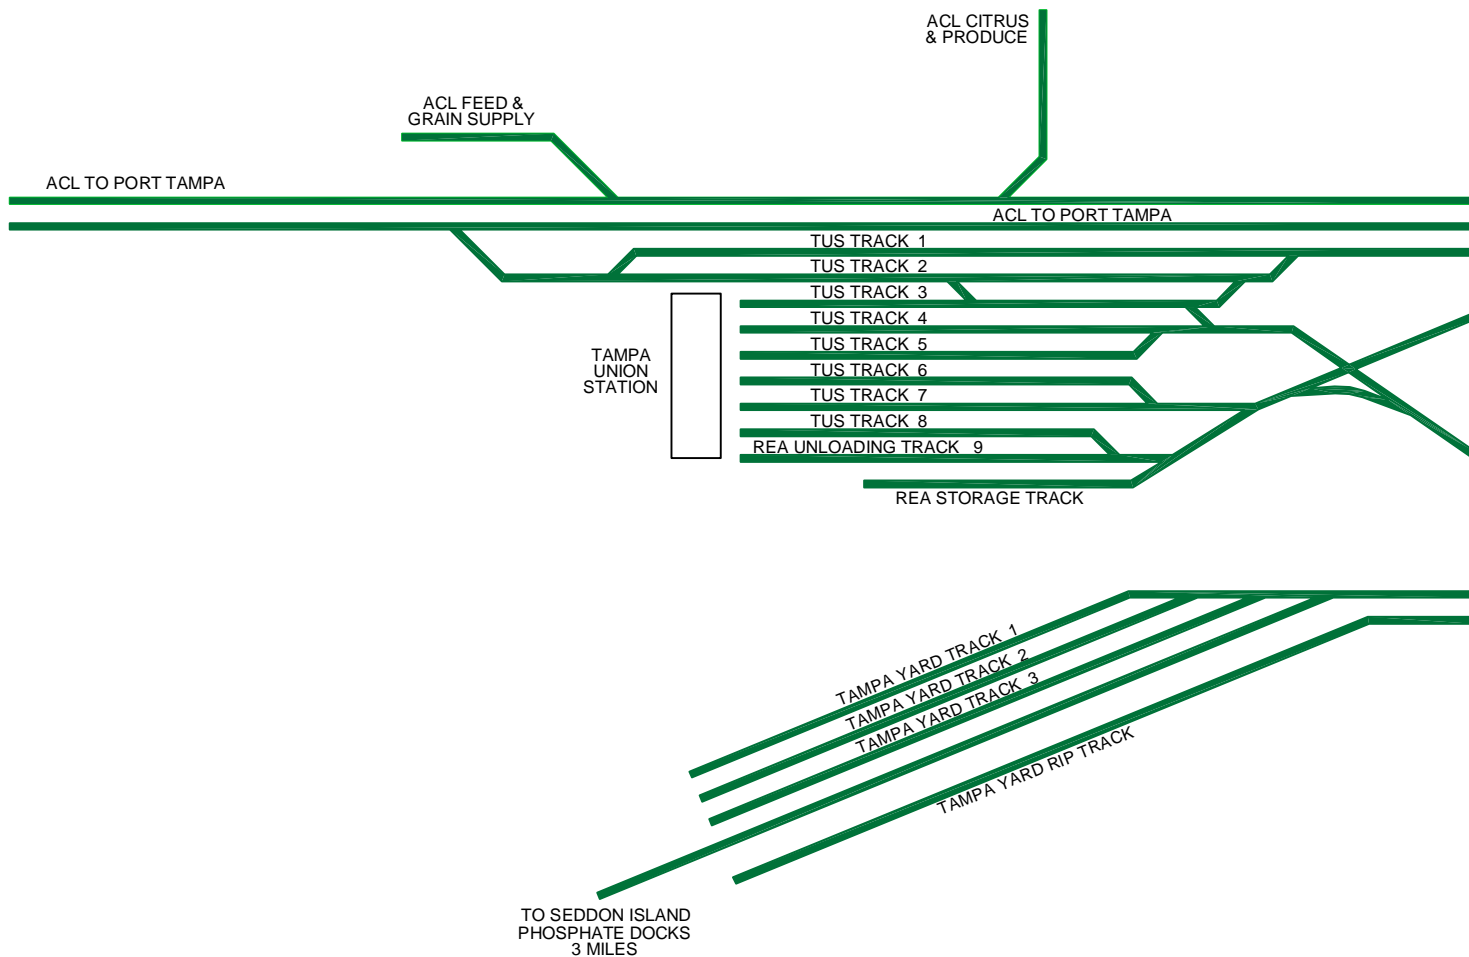 ACL CITRUS
& PRODUCE
ACL FEED &
GRAIN SUPPLY
ACL TO PORT TAMPA
ACL TO PORT TAMPA
TUS TRACK 1
TUS TRACK 2
TUS TRACK 3
TUS TRACK 4
TUS TRACK 5
TUS TRACK 6
TUS TRACK 7
TUS TRACK 8
REA UNLOADING TRACK 9
TAMPA
UNION
STATION
REA STORAGE TRACK
TAMPA YARD TRACK 1
TAMPA YARD TRACK 2
TAMPA YARD TRACK 3
TAMPA YARD RIP TRACK
TO SEDDON ISLAND
PHOSPHATE DOCKS
3 MILES